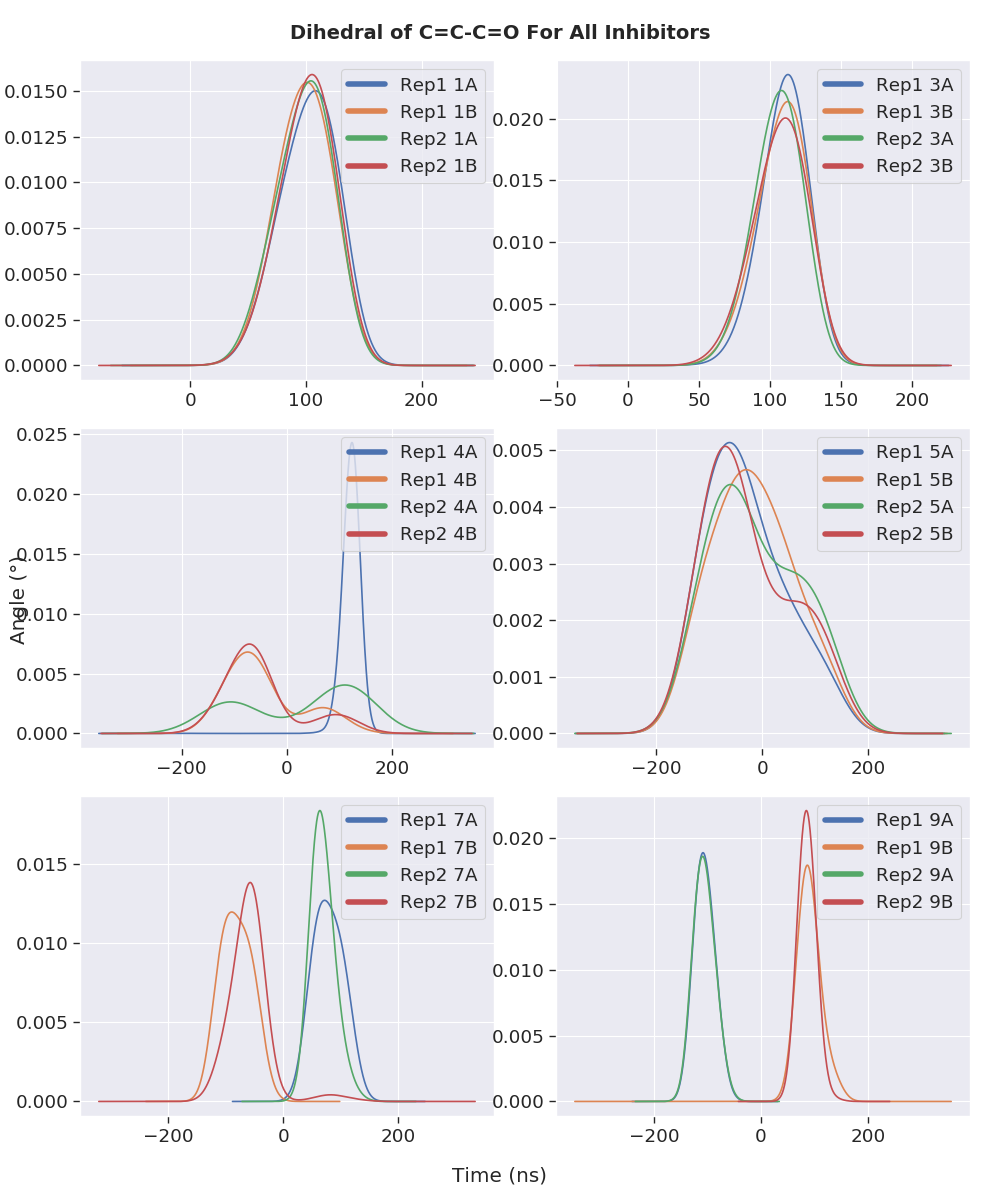 Dihedral of C=C-C=O For All Inhibitors
0.0150
0.0125
0.0100
0.0075
0.0050
0.0025
0.0000
0 100 200
Rep1 1A
Rep1 1B
Rep2 1A
Rep2 1B
0.020
0.015
0.010
0.005
0.000
−50 0 50 100 150 200
Rep1 3A
Rep1 3B
Rep2 3A
Rep2 3B
Angle (°)
0.025
0.020
0.015
0.010
0.005
0.000
−200 0 200
Rep1 4A
Rep1 4B
Rep2 4A
Rep2 4B
0.005
0.004
0.003
0.002
0.001
0.000
−200 0 200
Rep1 5A
Rep1 5B
Rep2 5A
Rep2 5B
0.015
0.010
0.005
0.000
−200 0 200
Rep1 7A
Rep1 7B
Rep2 7A
Rep2 7B
0.020
0.015
0.010
0.005
0.000
−200 0 200
Rep1 9A
Rep1 9B
Rep2 9A
Rep2 9B
Time (ns)